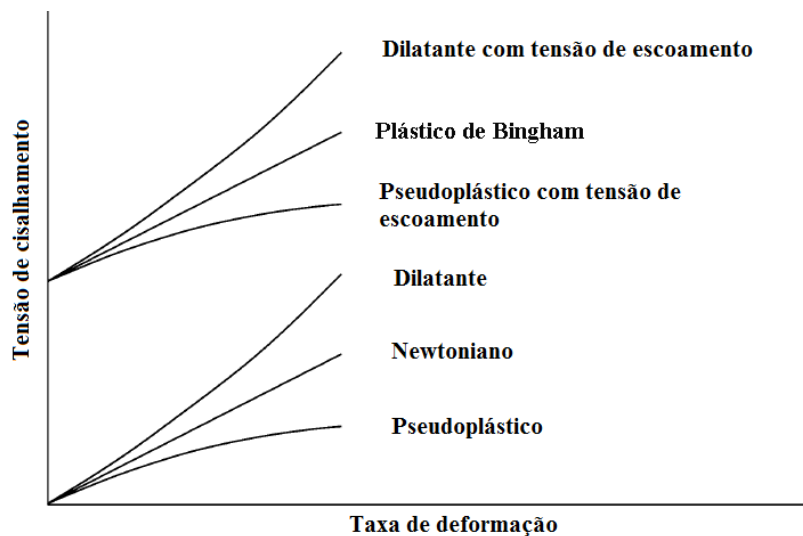 Dilatante com tensão de escoamento
Plástico de Bingham
Pseudoplástico com tensão de
escoamento
Dilatante
Newtoniano
Pseudoplástico
Tensão de cisalhamento
Taxa de deformação